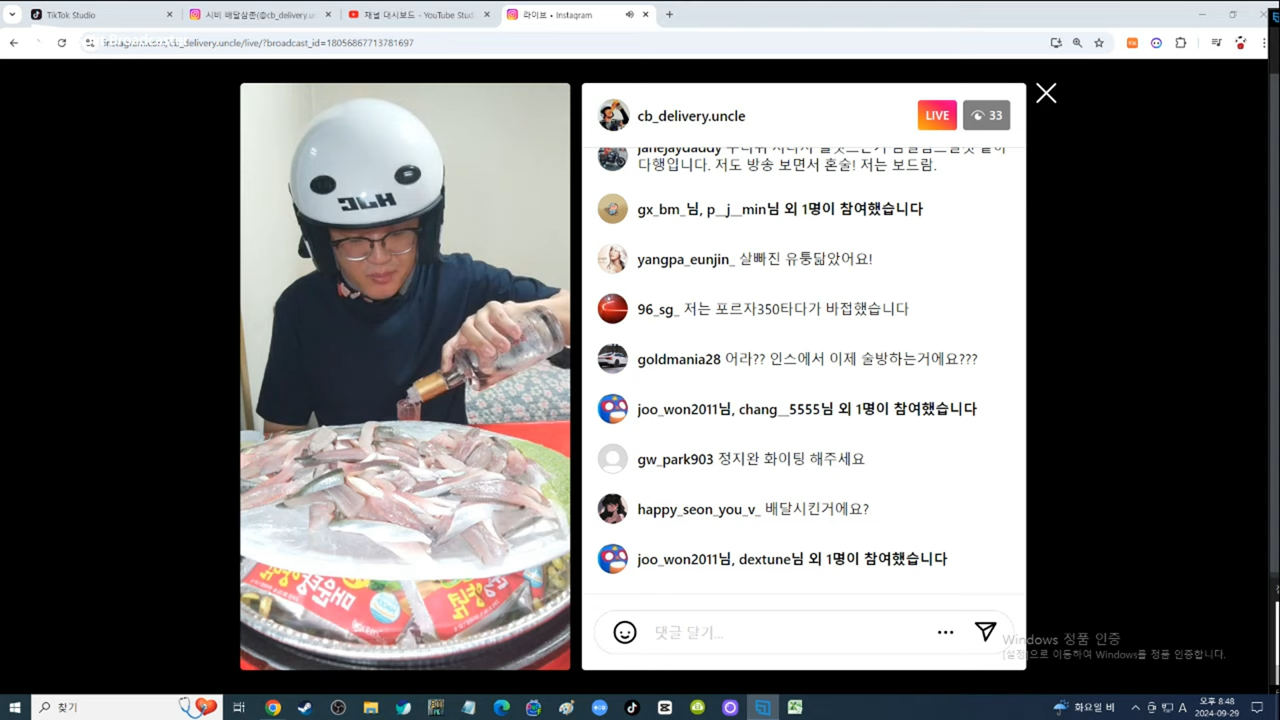 TikTok Studio
시비 배달삼촌(@cb_delivery.u
채널 대시보드 - YouTube Stud
라이브 • Instagram
delivery.uncle/live/?broadcast_id=18056867713781697
cb_delivery.uncle
LIVE
33
janejaydaddy
다행입니다. 저도 방송 보면서 혼술! 저는 보드람.
gx_bm_님, p__j__min님 외 1명이 참여했습니다
yangpa_eunjin_ 살빠진 유퉁닮았어요!
96_sg_ 저는 포르자350타다가 바접했습니다
goldmania28 어라?? 인스에서 이제 술방하는거에요???
joo_won2011님, chang__5555님 외 1명이 참여했습니다
gw_park903 정지완 화이팅 해주세요
happy_seon_you_v_ 배달시킨거에요?
joo_won2011님, dextune님 외 1명이 참여했습니다
댓글 달기...
Windows 정품 인증
[설정]으로 이동하여 Windows를 정품 인증합니다.
찾기
화요일 비
A
오후 8:48
2024-09-29